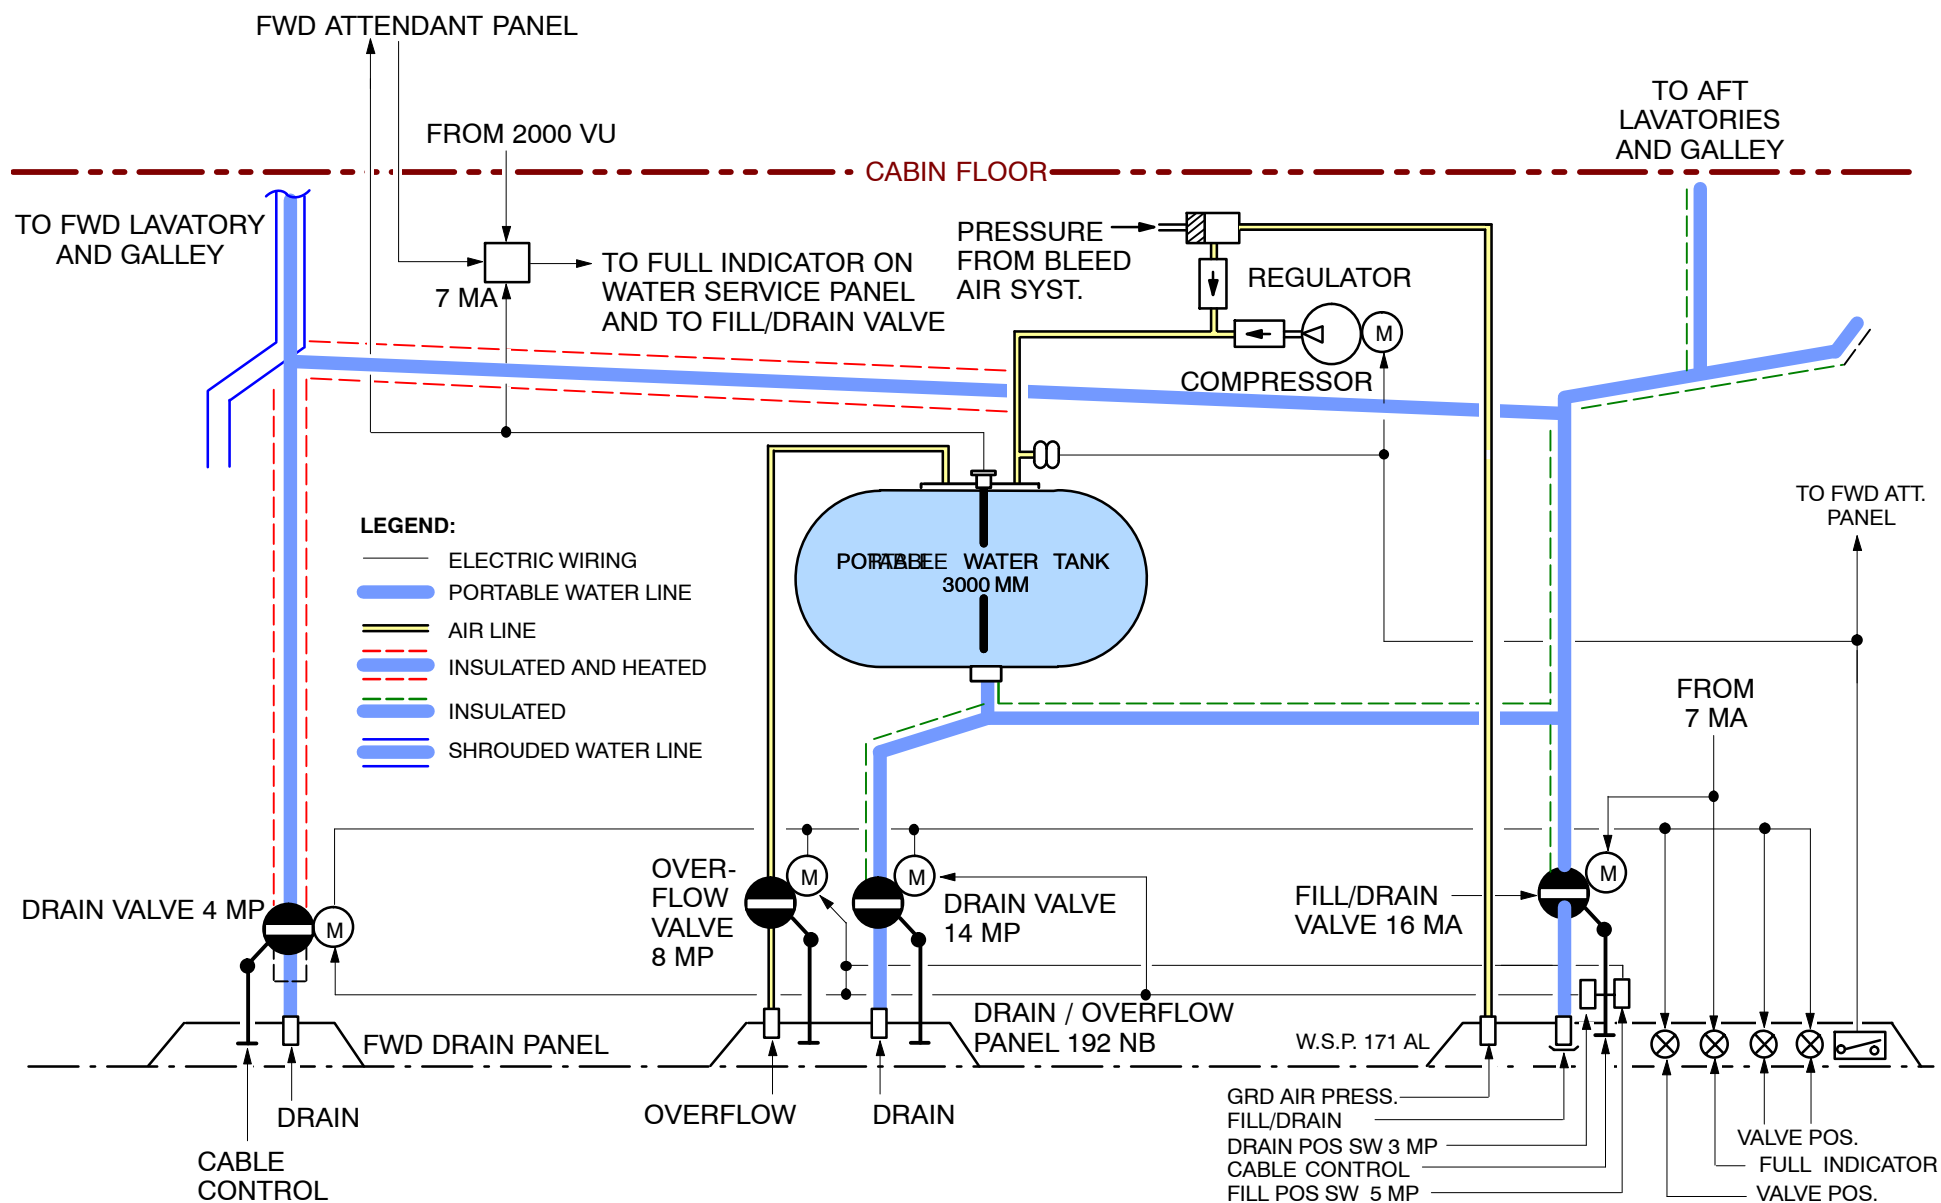 FWD ATTENDANT PANEL
FROM 2000 VU
TO AFT
LAVATORIES
AND GALLEY
CABIN FLOOR
TO FWD LAVATORY
AND GALLEY
7 MA
TO FULL INDICATOR ON
WATER SERVICE PANEL
AND TO FILL/DRAIN VALVE
PRESSURE
FROM BLEED
AIR SYST.
REGULATOR
M
COMPRESSOR
LEGEND:
ELECTRIC WIRING
PORTABLE WATER LINE
AIR LINE
INSULATED AND HEATED
INSULATED
SHROUDED WATER LINE
PORTABLE WATER TANK
3000 MM
TO FWD ATT.
PANEL
FROM
7 MA
DRAIN VALVE 4 MP
M
OVER-
FLOW
VALVE
8 MP
M
M
DRAIN VALVE
14 MP
FILL/DRAIN
VALVE 16 MA
M
FWD DRAIN PANEL
DRAIN / OVERFLOW
PANEL 192 NB
W.S.P. 171 AL
DRAIN
CABLE
CONTROL
OVERFLOW
DRAIN
GRD AIR PRESS.
FILL/DRAIN
DRAIN POS SW 3 MP
CABLE CONTROL
FILL POS SW 5 MP
VALVE POS.
FULL INDICATOR
VALVE POS.